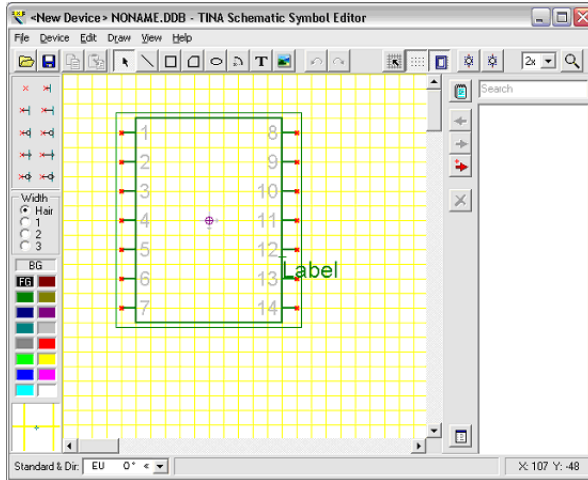 <New Device> NONAME.DDB - TINA Schematic Symbol Editor
File Device Edit Draw View Help
T 2x
Search
1 8
2 9
3 10
4 11
5 12
Label
6 13
7 14
Width
Hair
1
2
3
BG
FG
Standard & Dir: EU 0° <
X: 107 Y: -48